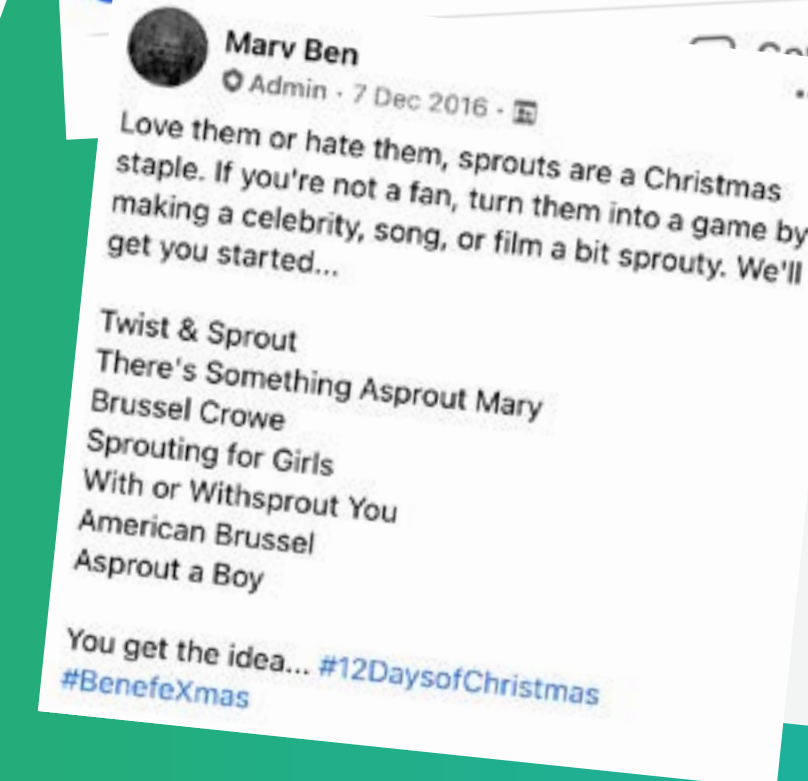 Marv Ben
Admin · 7 Dec 2016 ·
Love them or hate them, sprouts are a Christmas
staple. If you're not a fan, turn them into a game by
making a celebrity, song, or film a bit sprouty. We'll
get you started...
Twist & Sprout
There's Something Asprout Mary
Brussel Crowe
Sprouting for Girls
With or Withsprout You
American Brussel
Asprout a Boy
You get the idea... #12DaysofChristmas
#BenefeXmas